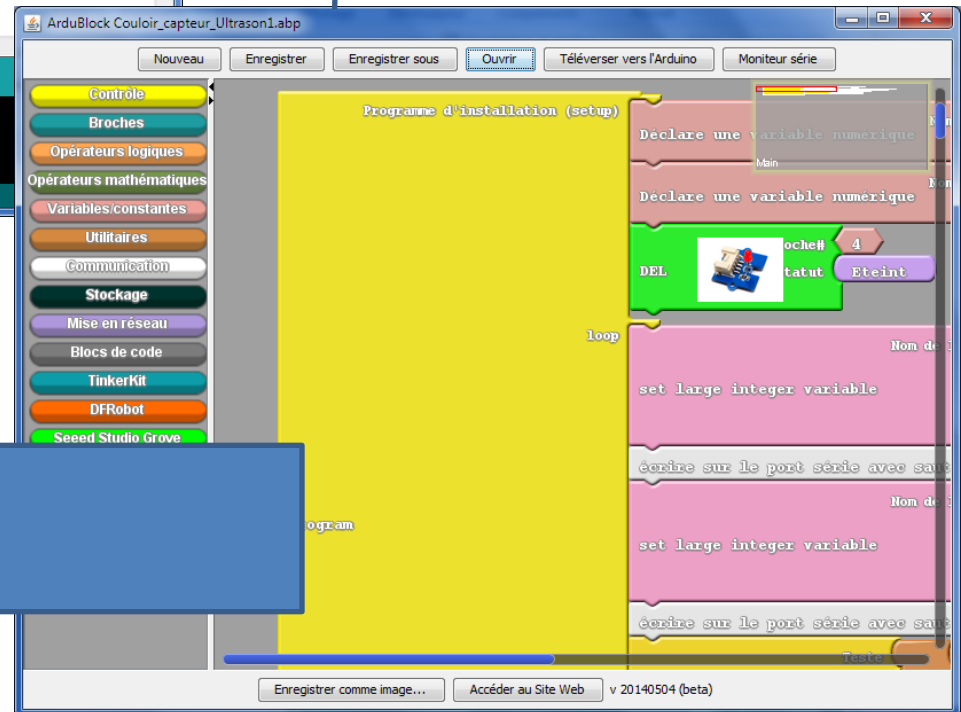 ArduBlock Couloir_capteur_Ultrason1.abp
Nouveau
Enregistrer
Enregistrer sous
Ouvrir
Téléverser vers l'Arduino
Moniteur série
Contrôle
Broches
Opérateurs logiques
Opérateurs mathématiques
Variables/constantes
Utilitaires
Communication
Stockage
Mise en réseau
Blocs de code
TinkerKit
DFRobot
Seeed Studio Grove
Programme d'installation (setup)
Déclare une variable numérique
Main
Déclare une variable numérique
DEL
4
Eteint
loop
Nom de
set large integer variable
écrire sur le port série avec
Nom de
set large integer variable
écrire sur le port série avec
Teste
Enregistrer comme image...
Accéder au Site Web
v 20140504 (beta)